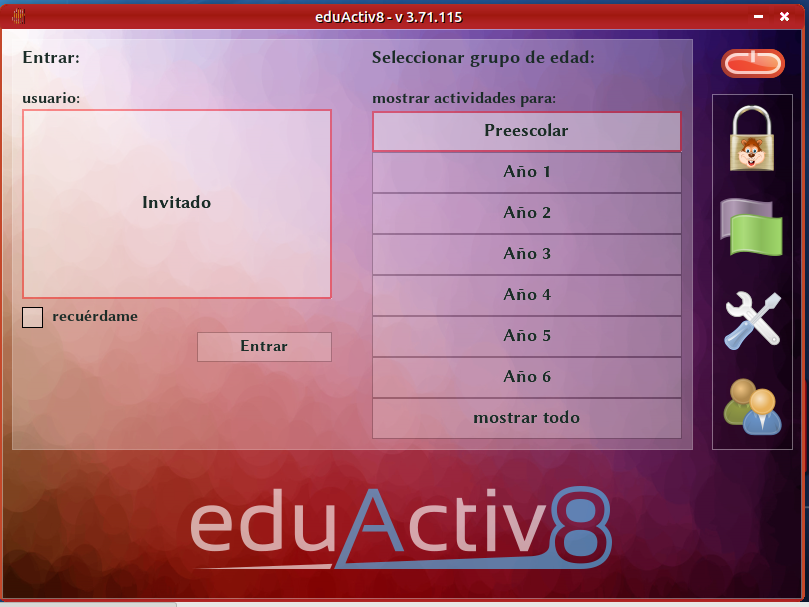 eduActiv8 - v 3.71.115
Entrar:
usuario:
Invitado
recuérdame
Entrar
Seleccionar grupo de edad:
mostrar actividades para:
Preescolar
Año 1
Año 2
Año 3
Año 4
Año 5
Año 6
mostrar todo
eduActiv8